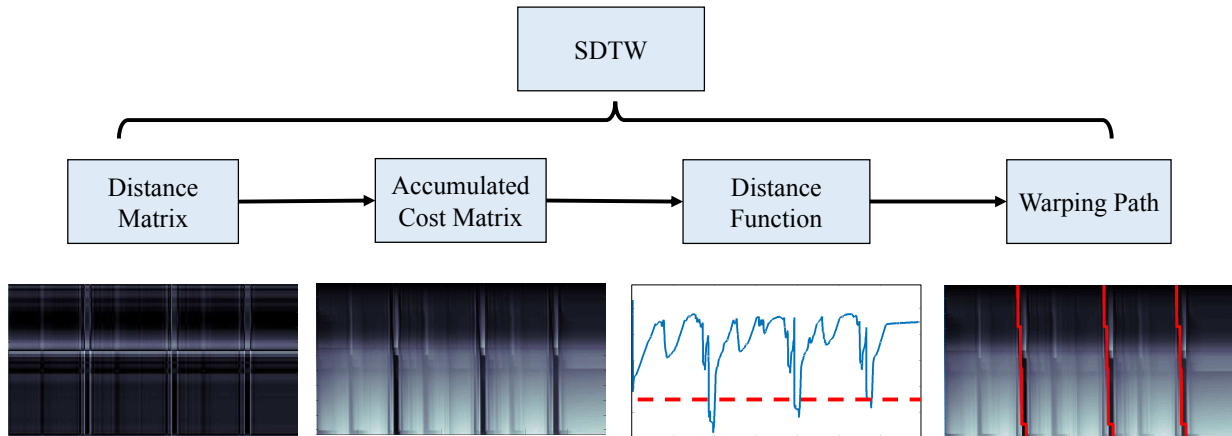 SDTW
Distance
Matrix
Accumulated
Cost Matrix
Distance
Function
Warping Path